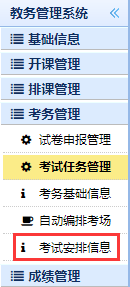 教务管理系统
基础信息
开课管理
排课管理
考务管理
试卷申报管理
考试任务管理
考务基础信息
自动编排考场
考试安排信息
成绩管理